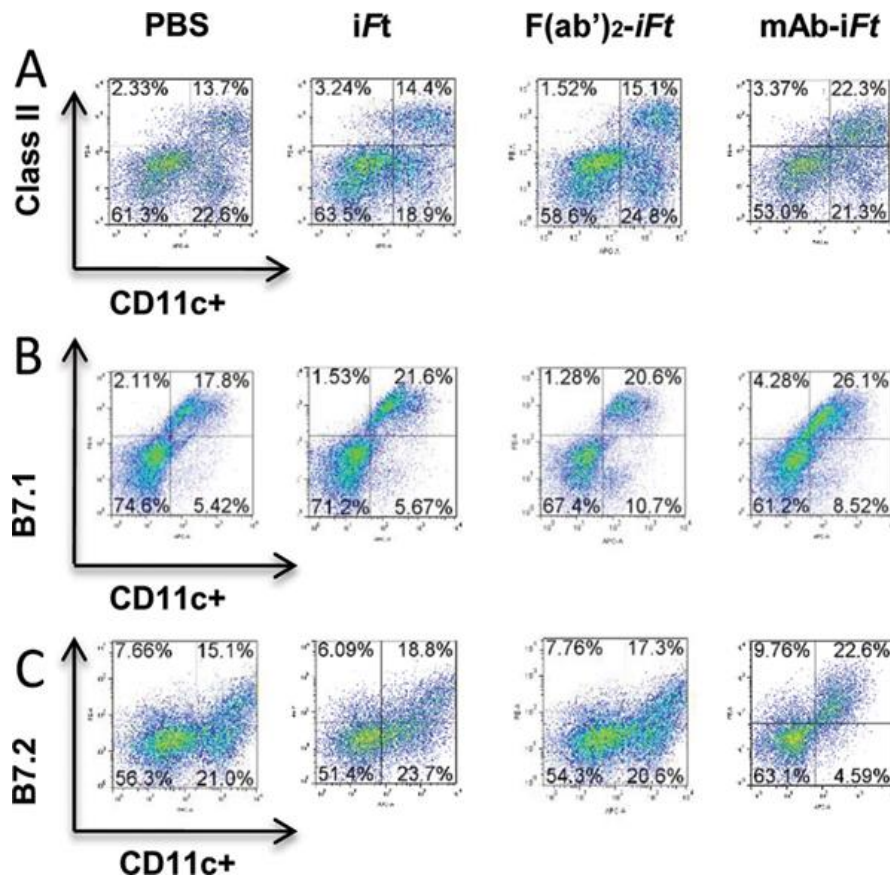 PBS iFt F(ab')2-iFt mAb-iFt
A
Class II
2.33% 13.7% 3.24% 14.4% 1.52% 15.1% 3.37% 22.3%
61.3% 22.6% 63.5% 18.9% 58.6% 24.8% 53.0% 21.3%
CD11c+
B
B7.1
2.11% 17.8% 1.53% 21.6% 1.28% 20.6% 4.28% 26.1%
74.6% 5.42% 71.2% 5.67% 67.4% 10.7% 61.2% 8.52%
CD11c+
C
B7.2
7.66% 15.1% 6.09% 18.8% 7.76% 17.3% 9.76% 22.6%
56.3% 21.0% 51.4% 23.7% 54.3% 20.6% 63.1% 4.59%
CD11c+